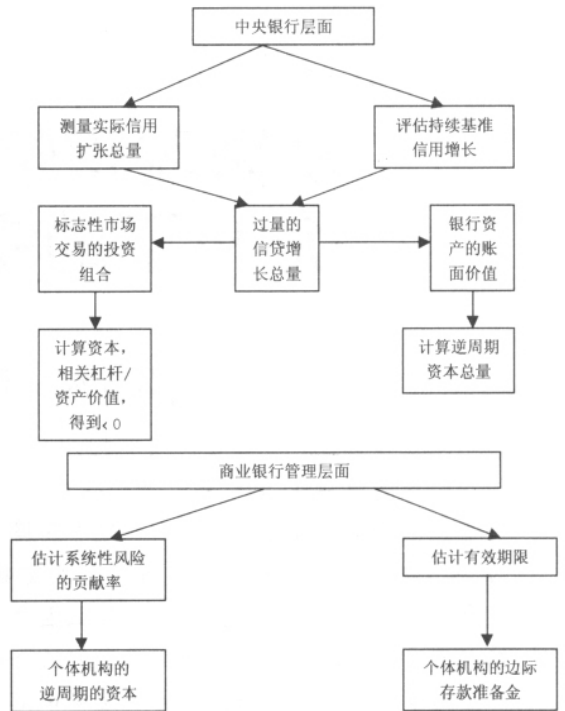 中央银行层面
测量实际信用
扩张总量
评估持续基准
信用增长
标志性市场
交易的投资
组合
过量的
信贷增
长总量
银行资
产的账
面价值
计算资本，
相关杠杆/
资产价值，
得到<0
计算逆周期
资本总量
商业银行管理层面
估计系统性风险
的贡献率
估计有效期限
个体机构的
逆周期的资本
个体机构的边际
存款准备金